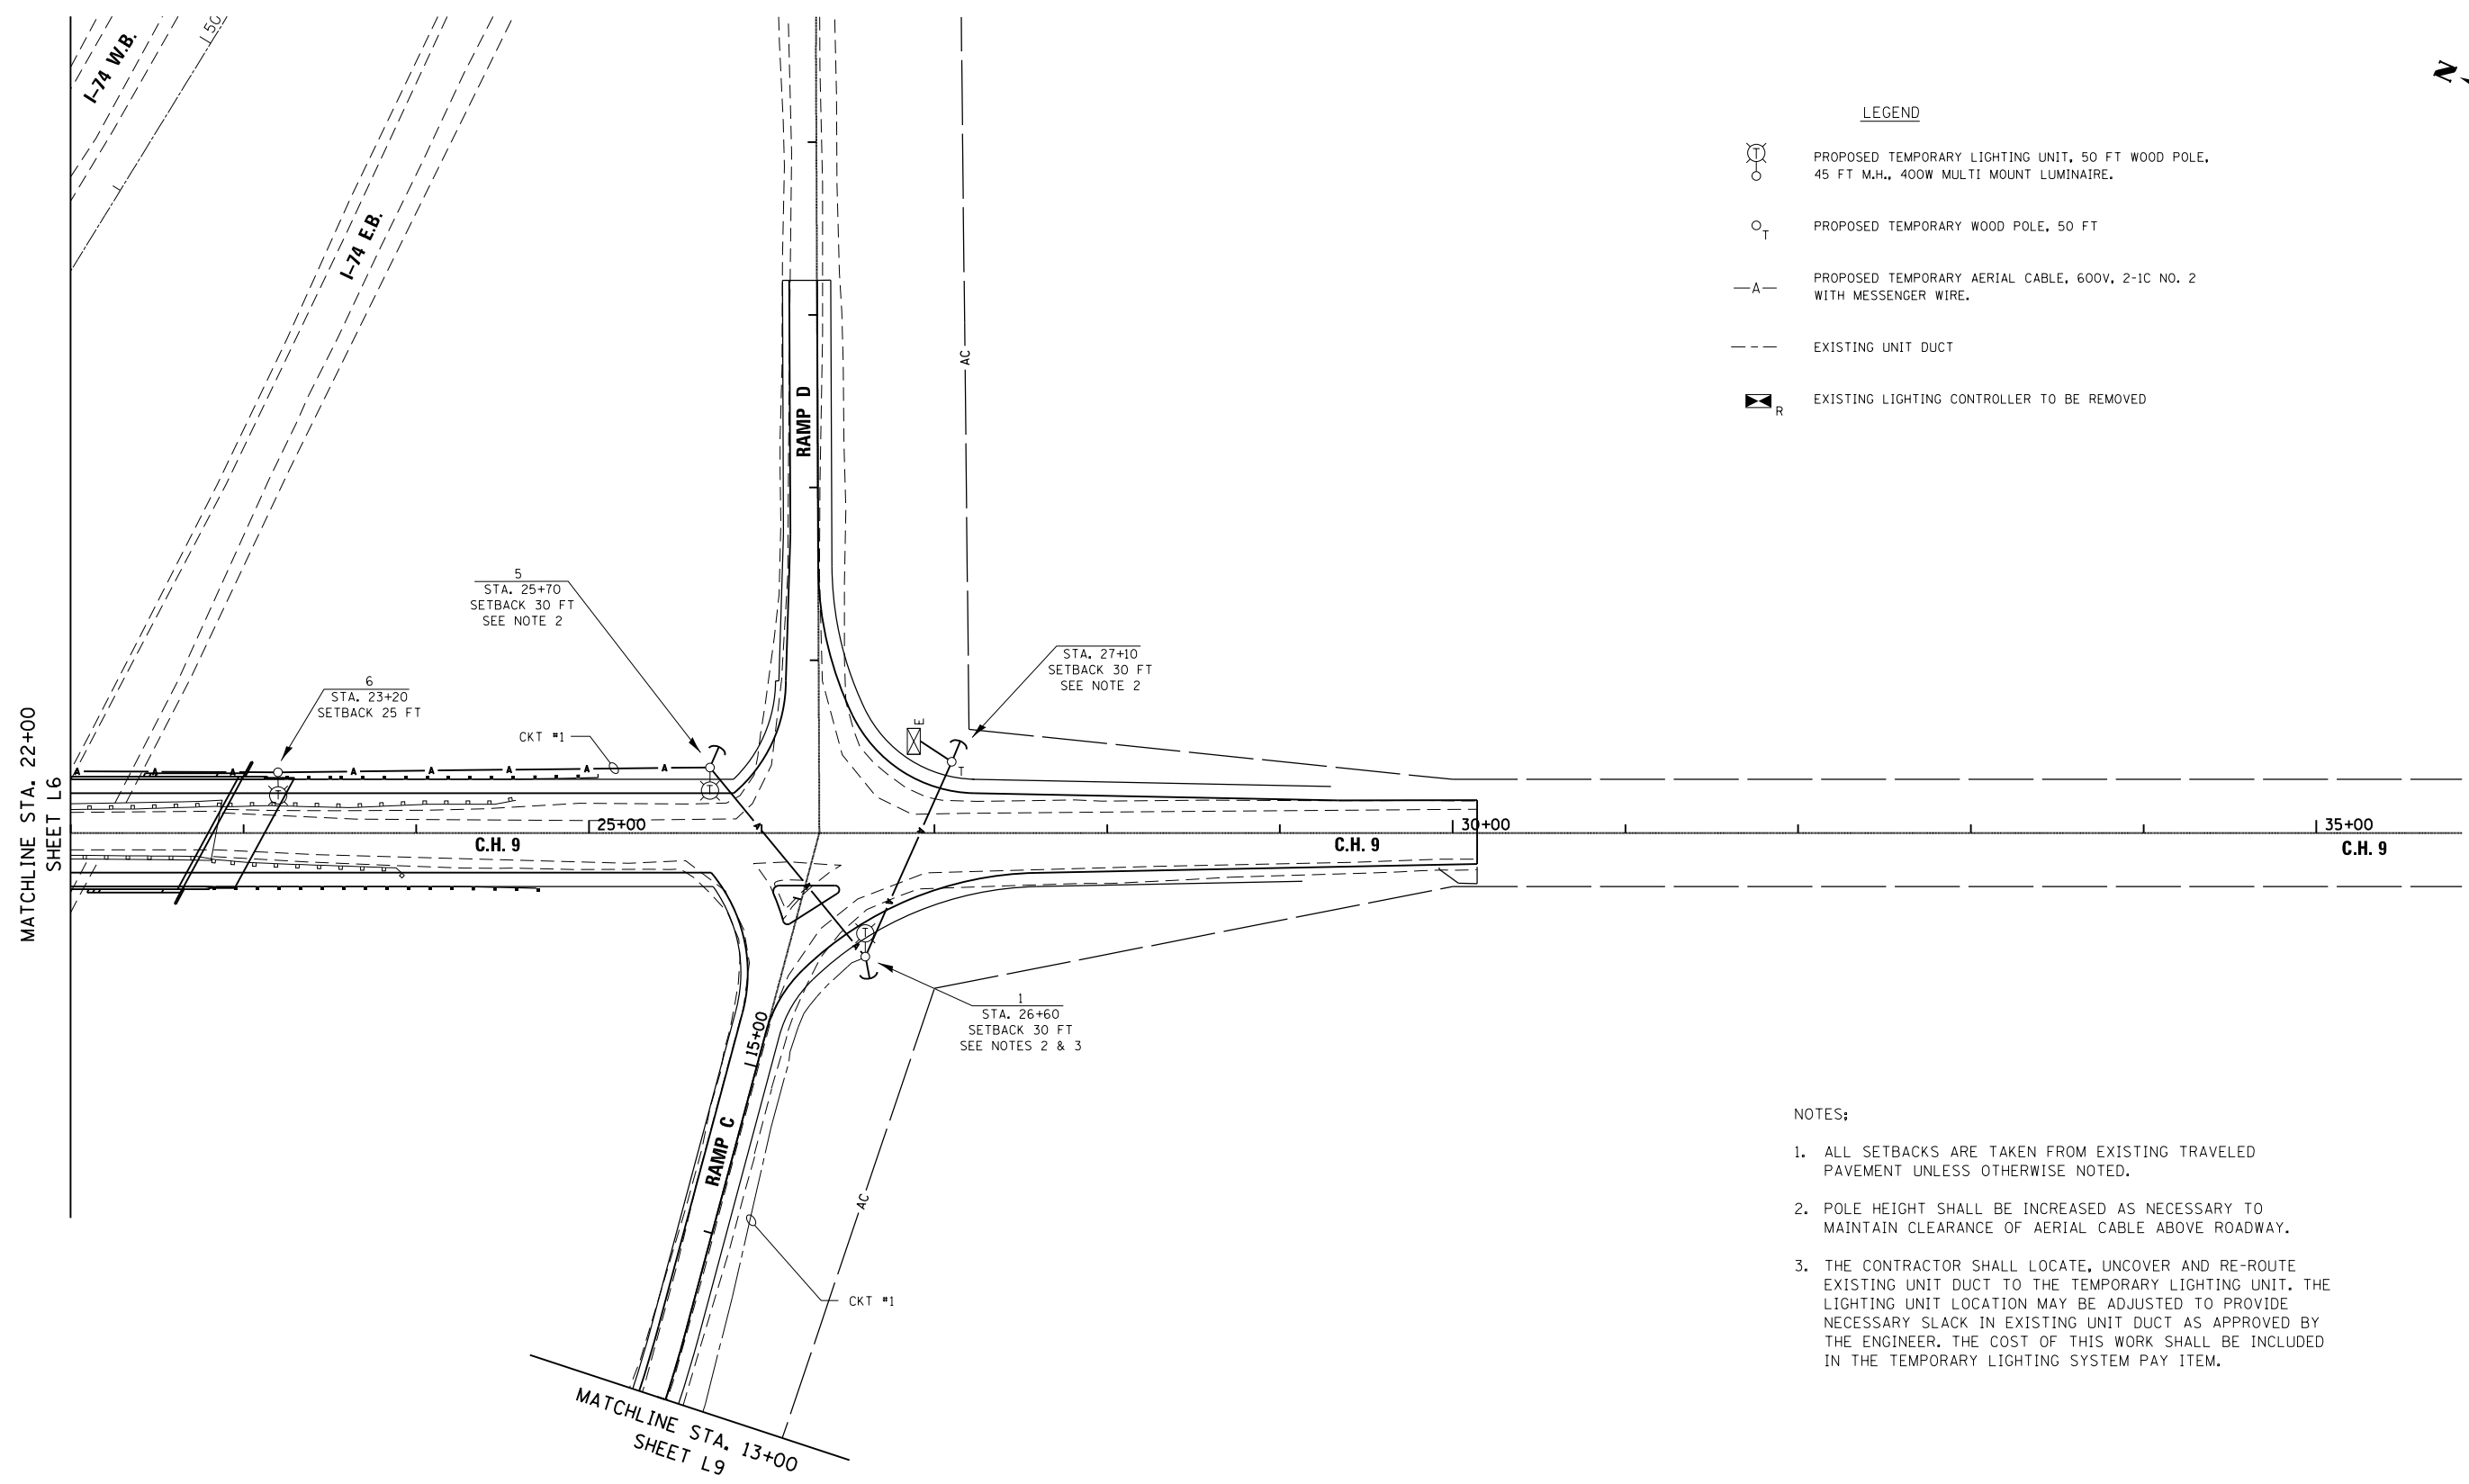 I-74 W.B.
L50
I-74 E.B.
RAMP D
AC
N
LEGEND
T
PROPOSED TEMPORARY LIGHTING UNIT, 50 FT WOOD POLE,
45 FT M.H., 400W MULTI MOUNT LUMINAIRE.
T
PROPOSED TEMPORARY WOOD POLE, 50 FT
A
PROPOSED TEMPORARY AERIAL CABLE, 600V, 2-1C NO. 2
WITH MESSENGER WIRE.
EXISTING UNIT DUCT
R
EXISTING LIGHTING CONTROLLER TO BE REMOVED
5
STA. 25+70
SETBACK 30 FT
SEE NOTE 2
STA. 27+10
SETBACK 30 FT
SEE NOTE 2
6
STA. 23+20
SETBACK 25 FT
CKT #1
E
T
A A A A A A A A
T
T
MATCHLINE STA. 22+00
SHEET L6
25+00
30+00
35+00
C.H. 9
C.H. 9
C.H. 9
A
A
A
A
A
T
1
STA. 26+60
SETBACK 30 FT
SEE NOTES 2 & 3
L15+00
RAMP C
AC
CKT #1
MATCHLINE STA. 13+00
SHEET L9
NOTES:
1. ALL SETBACKS ARE TAKEN FROM EXISTING TRAVELED
PAVEMENT UNLESS OTHERWISE NOTED.
2. POLE HEIGHT SHALL BE INCREASED AS NECESSARY TO
MAINTAIN CLEARANCE OF AERIAL CABLE ABOVE ROADWAY.
3. THE CONTRACTOR SHALL LOCATE, UNCOVER AND RE-ROUTE
EXISTING UNIT DUCT TO THE TEMPORARY LIGHTING UNIT. THE
LIGHTING UNIT LOCATION MAY BE ADJUSTED TO PROVIDE
NECESSARY SLACK IN EXISTING UNIT DUCT AS APPROVED BY
THE ENGINEER. THE COST OF THIS WORK SHALL BE INCLUDED
IN THE TEMPORARY LIGHTING SYSTEM PAY ITEM.